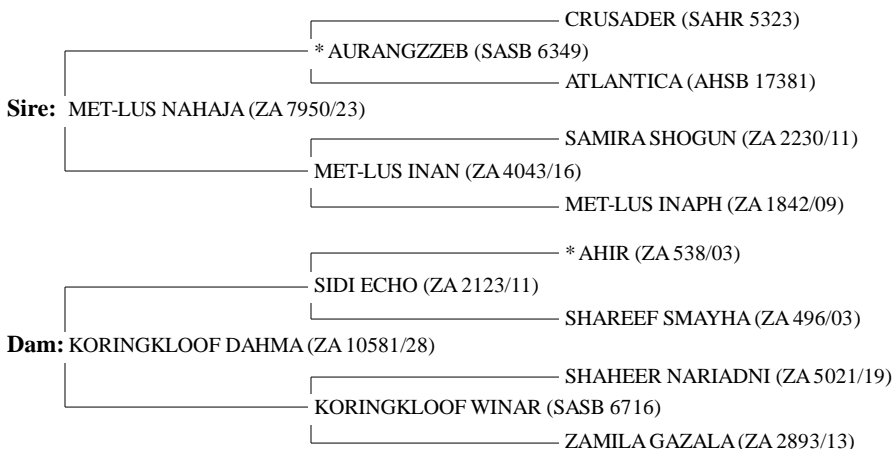 CRUSADER (SAHR 5323)
* AURANGZZEB (SASB 6349)
ATLANTICA (AHSB 17381)
Sire: MET-LUS NAHAJA (ZA 7950/23)
SAMIRA SHOGUN (ZA 2230/11)
MET-LUS INAN (ZA 4043/16)
MET-LUS INAPH (ZA 1842/09)
* AHIR (ZA 538/03)
SIDI ECHO (ZA 2123/11)
SHAREEF SMAYHA (ZA 496/03)
Dam: KORINGKLOOF DAHMA (ZA 10581/28)
SHAHEER NARIADNI (ZA 5021/19)
KORINGKLOOF WINAR (SASB 6716)
ZAMILA GAZALA (ZA 2893/13)